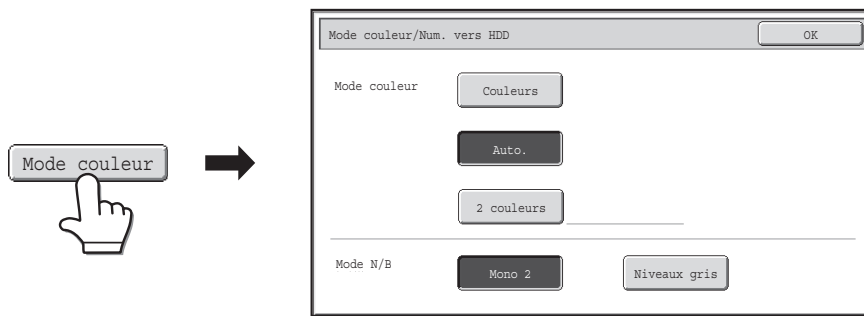 Mode couleur/Num. vers HDD OK
Mode couleur Couleurs
Auto.
Mode couleur
2 couleurs
Mode N/B Mono 2 Niveaux gris